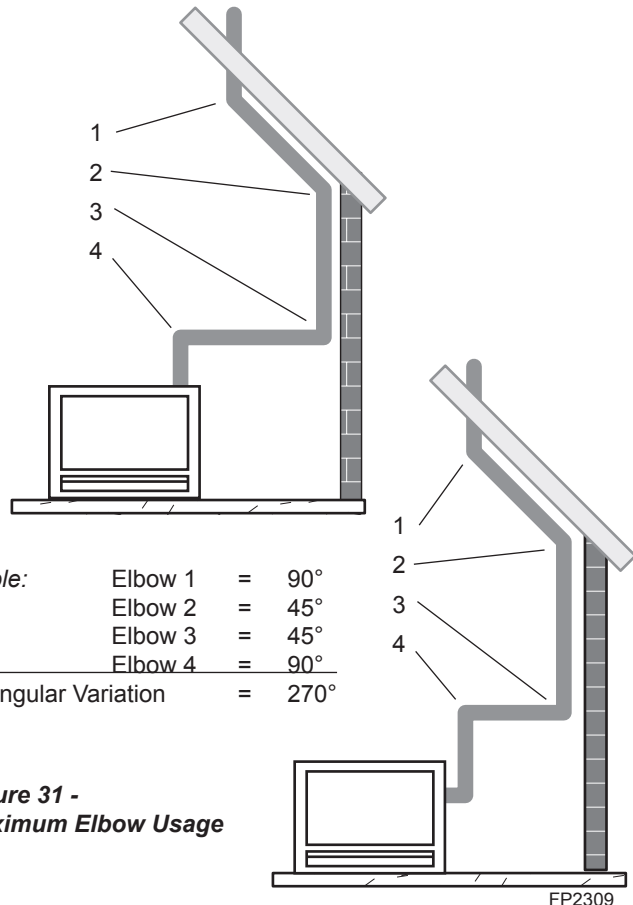 1
2
3
4
1
2
3
4
ple: Elbow 1 = 90°
Elbow 2 = 45°
Elbow 3 = 45°
Elbow 4 = 90°
ngular Variation = 270°
ure 31 -
ximum Elbow Usage
FP2309